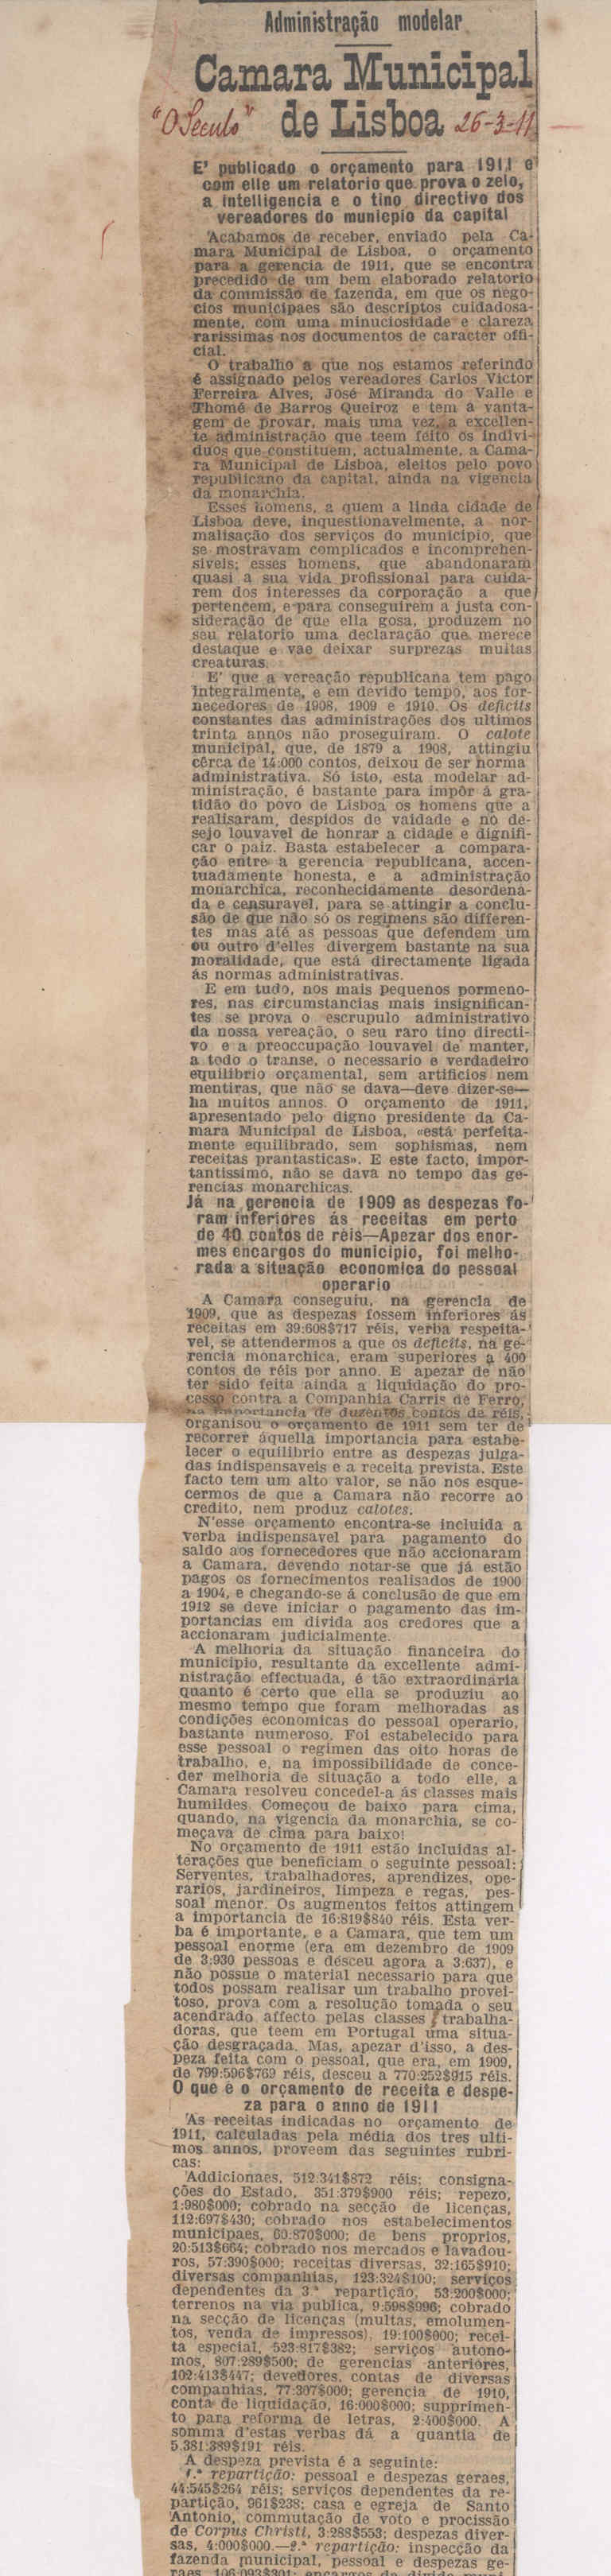 Administração modelar
Camara Municipal
"O Seculo" de Lisboa 26-3-11
E' publicado o orçamento para 1911 e
com elle um relatorio que prova o zelo,
a intelligencia e o tino directivo dos
vereadores do municpio da capital
Acabamos de receber, enviado pela Ca-
mara Municipal de Lisboa, o orçamento
para a gerencia de 1911, que se encontra
precedido de um bem elaborado relatorio
da commissão de fazenda, em que os nego-
cios municipaes são descriptos cuidadosa-
mente, com uma minuciosidade e clareza
rarissimas nos documentos de caracter offi-
cial.
O trabalho a que nos estamos referindo
é assignado pelos vereadores Carlos Victor
Ferreira Alves, José Miranda do Valle e
Thomé de Barros Queiroz e tem a vanta-
gem de provar, mais uma vez, a excellen-
te administração que teem feito os indivi-
duos que constituem, actualmente, a Cama-
ra Municipal de Lisboa, eleitos pelo povo
republicano da capital, ainda na vigencia
da monarchia.
Esses homens, a quem a linda cidade de
Lisboa deve, inquestionavelmente, a nor-
malisação dos serviços do municipio, que
se mostravam complicados e incomprehen-
siveis; esses homens, que abandonaram
quasi a sua vida profissional para cuida-
rem dos interesses da corporação a que
pertencem, e para conseguirem a justa con-
sideração de que ella gosa, produzem no
seu relatorio uma declaração que merece
destaque e vae deixar surprezas muitas
creaturas.
E' que a vereação republicana tem pago
integralmente, e em devido tempo, aos for-
necedores de 1908, 1909 e 1910. Os deficits
constantes das administrações dos ultimos
trinta annos não proseguiram. O calote
municipal, que, de 1879 a 1908, attingiu
cêrca de 14:000 contos, deixou de ser norma
administrativa. Só isto, esta modelar ad-
ministração, é bastante para impôr á gra-
tidão do povo de Lisboa os homens que a
realisaram, despidos de vaidade e no de-
sejo louvavel de honrar a cidade e dignifi-
car o paiz. Basta estabelecer a compara-
ção entre a gerencia republicana, accen-
tuadamente honesta, e a administração
monarchica, reconhecidamente desordena-
da e censuravel, para se attingir a conclu-
são de que não só os regimens são differen-
tes mas até as pessoas que defendem um
ou outro d'elles divergem bastante na sua
moralidade, que está directamente ligada
ás normas administrativas.
E em tudo, nos mais pequenos pormeno-
res, nas circumstancias mais insignifican-
tes se prova o escrupulo administrativo
da nossa vereação, o seu raro tino directi-
vo e a preoccupação louvavel de manter,
a todo o transe, o necessario e verdadeiro
equilibrio orçamental, sem artificios nem
mentiras, que não se dava—deve dizer-se—
ha muitos annos. O orçamento de 1911,
apresentado pelo digno presidente da Ca-
mara Municipal de Lisboa, «está perfeita-
mente equilibrado, sem sophismas, nem
receitas prantasticas». E este facto, impor-
tantissimo, não se dava no tempo das ge-
rencias monarchicas.
Já na gerencia de 1909 as despezas fo-
ram inferiores ás receitas em perto
de 40 contos de réis—Apezar dos enor-
mes encargos do municipio, foi melho-
rada a situação economica do pessoal
operario
A Camara conseguiu, na gerencia de
1909, que as despezas fossem inferiores ás
receitas em 39:608$717 réis, verba respeita-
vel, se attendermos a que os deficits, na ge-
rencia monarchica, eram superiores a 400
contos de réis por anno. E apezar de não
ter sido feita ainda a liquidação do pro-
cesso contra a Companhia Carris de Ferro,
na importancia de duzentos contos de réis,
organisou o orçamento de 1911 sem ter de
recorrer áquella importancia para estabe-
lecer o equilibrio entre as despezas julga-
das indispensaveis e a receita prevista. Este
facto tem um alto valor, se não nos esque-
cermos de que a Camara não recorre ao
credito, nem produz calotes.
N'esse orçamento encontra-se incluida a
verba indispensavel para pagamento do
saldo aos fornecedores que não accionaram
a Camara, devendo notar-se que já estão
pagos os fornecimentos realisados de 1900
a 1904, e chegando-se á conclusão de que em
1912 se deve iniciar o pagamento das im-
portancias em divida aos credores que a
accionaram judicialmente.
A melhoria da situação financeira do
municipio, resultante da excellente admi-
nistração effectuada, é tão extraordinaria
quanto é certo que ella se produziu ao
mesmo tempo que foram melhoradas as
condições economicas do pessoal operario,
bastante numeroso. Foi estabelecido para
esse pessoal o regimen das oito horas de
trabalho, e, na impossibilidade de conce-
der melhoria de situação a todo elle, a
Camara resolveu concedel-a ás classes mais
humildes. Começou de baixo para cima,
quando, na vigencia da monarchia, se co-
meçava de cima para baixo!
No orçamento de 1911 estão incluidas al-
terações que beneficiam o seguinte pessoal:
Serventes, trabalhadores, aprendizes, ope-
rarios, jardineiros, limpeza e regas, pes-
soal menor. Os augmentos feitos attingem
a importancia de 16:819$840 réis. Esta ver-
ba é importante, e a Camara, que tem um
pessoal enorme (era em dezembro de 1909
de 3:930 pessoas e desceu agora a 3:637), e
não possue o material necessario para que
todos possam realisar um trabalho provei-
toso, prova com a resolução tomada o seu
acendrado affecto pelas classes trabalha-
doras, que teem em Portugal uma situa-
ção desgraçada. Mas, apezar d'isso, a des-
peza feita com o pessoal, que era, em 1909,
de 799:596$769 réis, desceu a 770:252$915 réis.
O que é o orçamento de receita e despe-
za para o anno de 1911
As receitas indicadas no orçamento de
1911, calculadas pela média dos tres ulti-
mos annos, proveem das seguintes rubri-
cas:
Addicionaes, 512:341$872 réis; consigna-
ções do Estado, 351:379$900 réis; repezo,
1:980$000; cobrado na secção de licenças,
112:697$430; cobrado nos estabelecimentos
municipaes, 60:870$000; de bens proprios,
20:513$664; cobrado nos mercados e lavadou-
ros, 57:390$000; receitas diversas, 32:165$910;
diversas companhias, 123:324$100; serviços
dependentes da 3.ª repartição, 53:200$000;
terrenos na via publica, 9:598$996; cobrado
na secção de licenças (multas, emolumen-
tos, venda de impressos), 19:100$000; recei-
ta especial, 523:817$382; serviços autono-
mos, 807:289$500; de gerencias anteriores,
102:413$447; devedores, contas de diversas
companhias, 77:307$000; gerencia de 1910,
conta de liquidação, 16:000$000; supprimen-
to para reforma de letras, 2:400$000. A
somma d'estas verbas dá a quantia de
5.381:389$191 réis.
A despeza prevista é a seguinte:
1.ª repartição: pessoal e despezas geraes,
44:545$264 réis; serviços dependentes da re-
partição, 961$238; casa e egreja de Santo
Antonio, commutação de voto e procissão
de Corpus Christi, 3:288$553; despezas diver-
sas, 4:000$000.—2.ª repartição: inspecção da
fazenda municipal, pessoal e despezas ge-